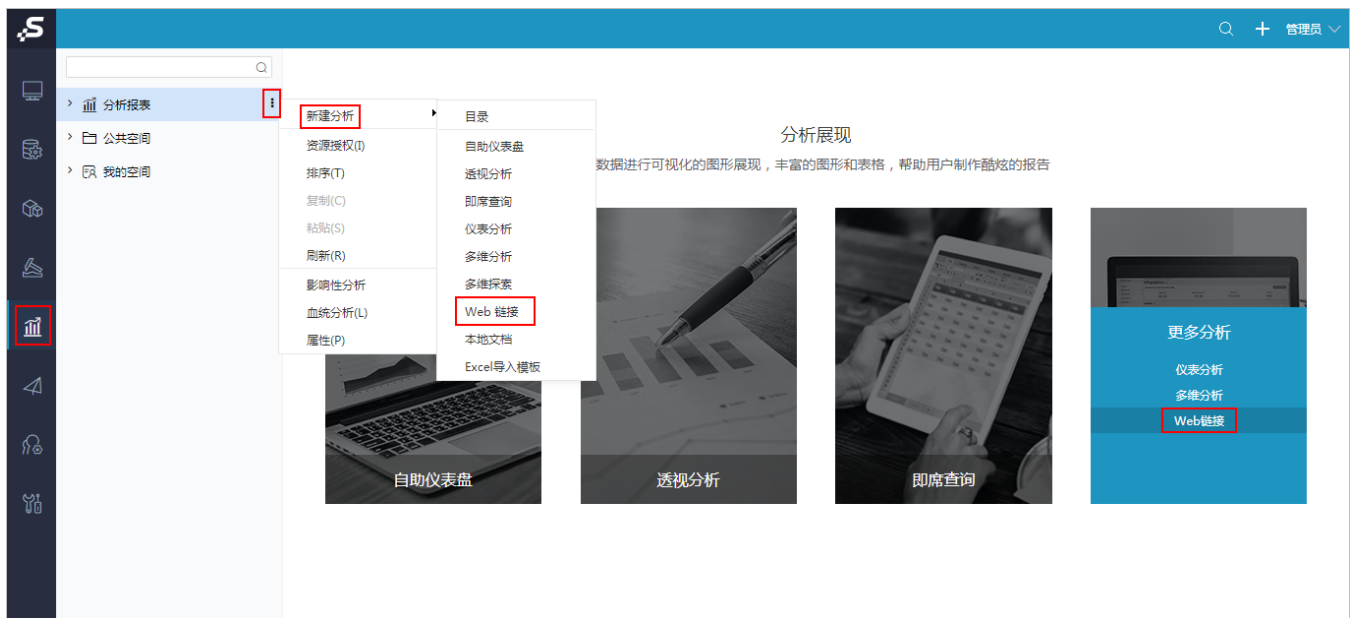 管理员
分析报表
公共空间
我的空间
新建分析
资源授权(I)
排序(T)
复制(C)
粘贴(S)
刷新(R)
影响性分析
血统分析(L)
属性(P)
目录
自助仪表盘
透视分析
即席查询
仪表分析
多维分析
多维探索
Web 链接
本地文档
Excel导入模板
分析展现
数据进行可视化的图形展现，丰富的图形和表格，帮助用户制作酷炫的报告
自助仪表盘
透视分析
即席查询
更多分析
仪表分析
多维分析
Web链接